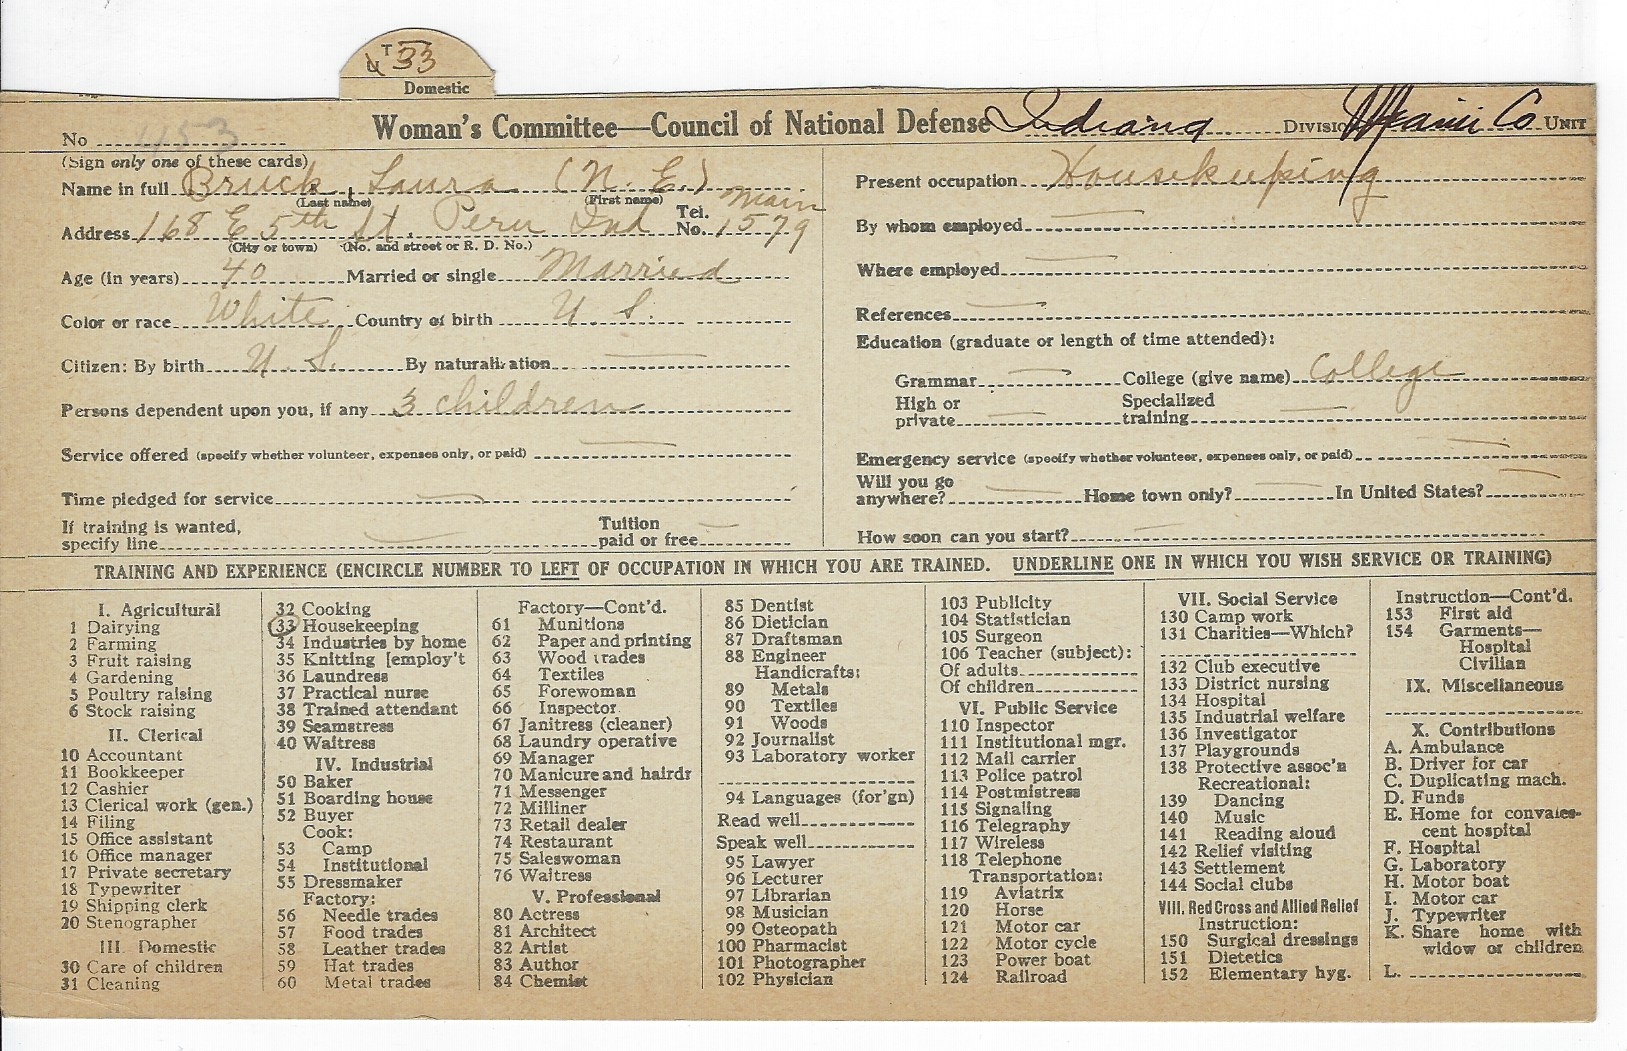 T 33
U
Domestic
Woman's Committee—Council of National Defense Indiana DIVISION Miami Co UNIT
No 453
(Sign only one of these cards)
Name in full Bruck, Laura (N. E.)
(Last name) (First name)
Address 168 E 5th St. Peru Ind Tel. No. Main 1579
(City or town) (No. and street or R. D. No.)
Age (in years) 40 Married or single Married
Color or race White Country of birth U. S.
Citizen: By birth U. S. By naturalization
Persons dependent upon you, if any 3 children
Service offered (specify whether volunteer, expenses only, or paid)
Time pledged for service
If training is wanted,
specify line
Tuition
paid or free
Present occupation Housekeeping
By whom employed
Where employed
References
Education (graduate or length of time attended):
Grammar College (give name) College
High or
private
Specialized
training
Emergency service (specify whether volunteer, expenses only, or paid)
Will you go
anywhere? Home town only? In United States?
How soon can you start?
TRAINING AND EXPERIENCE (ENCIRCLE NUMBER TO LEFT OF OCCUPATION IN WHICH YOU ARE TRAINED. UNDERLINE ONE IN WHICH YOU WISH SERVICE OR TRAINING)
I. Agricultural
1 Dairying
2 Farming
3 Fruit raising
4 Gardening
5 Poultry raising
6 Stock raising
II. Clerical
10 Accountant
11 Bookkeeper
12 Cashier
13 Clerical work (gen.)
14 Filing
15 Office assistant
16 Office manager
17 Private secretary
18 Typewriter
19 Shipping clerk
20 Stenographer
III. Domestic
30 Care of children
31 Cleaning
32 Cooking
33 Housekeeping
34 Industries by home
35 Knitting [employ't
36 Laundress
37 Practical nurse
38 Trained attendant
39 Seamstress
40 Waitress
IV. Industrial
50 Baker
51 Boarding house
52 Buyer
Cook:
53 Camp
54 Institutional
55 Dressmaker
Factory:
56 Needle trades
57 Food trades
58 Leather trades
59 Hat trades
60 Metal trades
Factory—Cont'd.
61 Munitions
62 Paper and printing
63 Wood trades
64 Textiles
65 Forewoman
66 Inspector
67 Janitress (cleaner)
68 Laundry operative
69 Manager
70 Manicure and hairdr
71 Messenger
72 Milliner
73 Retail dealer
74 Restaurant
75 Saleswoman
76 Waitress
V. Professional
80 Actress
81 Architect
82 Artist
83 Author
84 Chemist
85 Dentist
86 Dietician
87 Draftsman
88 Engineer
Handicrafts:
89 Metals
90 Textiles
91 Woods
92 Journalist
93 Laboratory worker
94 Languages (for'gn)
Read well
Speak well
95 Lawyer
96 Lecturer
97 Librarian
98 Musician
99 Osteopath
100 Pharmacist
101 Photographer
102 Physician
103 Publicity
104 Statistician
105 Surgeon
106 Teacher (subject):
Of adults
Of children
VI. Public Service
110 Inspector
111 Institutional mgr.
112 Mail carrier
113 Police patrol
114 Postmistress
115 Signaling
116 Telegraphy
117 Wireless
118 Telephone
Transportation:
119 Aviatrix
120 Horse
121 Motor car
122 Motor cycle
123 Power boat
124 Railroad
VII. Social Service
130 Camp work
131 Charities—Which?
132 Club executive
133 District nursing
134 Hospital
135 Industrial welfare
136 Investigator
137 Playgrounds
138 Protective assoc'n
Recreational:
139 Dancing
140 Music
141 Reading aloud
142 Relief visiting
143 Settlement
144 Social clubs
VIII. Red Cross and Allied Relief
Instruction:
150 Surgical dressings
151 Dietetics
152 Elementary hyg.
Instruction—Cont'd.
153 First aid
154 Garments—
Hospital
Civilian
IX. Miscellaneous
X. Contributions
A. Ambulance
B. Driver for car
C. Duplicating mach.
D. Funds
E. Home for convales-
cent hospital
F. Hospital
G. Laboratory
H. Motor boat
I. Motor car
J. Typewriter
K. Share home with
widow or children
L.